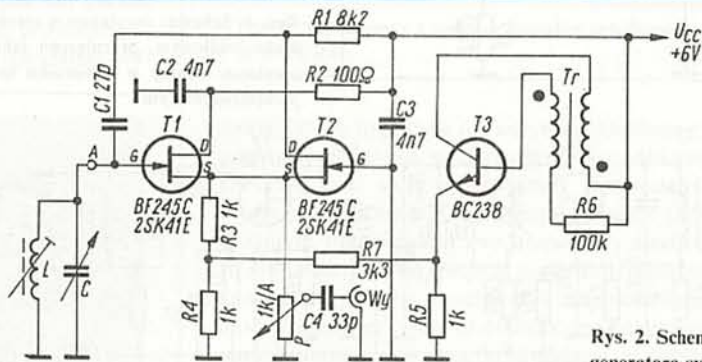 R1 8k2
UCC
+6V
C2 4n7
R2 100Ω
C1 27p
C3
4n7
Tr
T1
T2
T3
A
G
D
S
D
S
G
BF245C
2SK41E
BF245C
2SK41E
BC238
R6
100k
L
C
R3 1k
R7
3k3
R4
1k
1k/A
P
C4 33p
Wy
R5
1k
Rys. 2. Schem
generatora sy